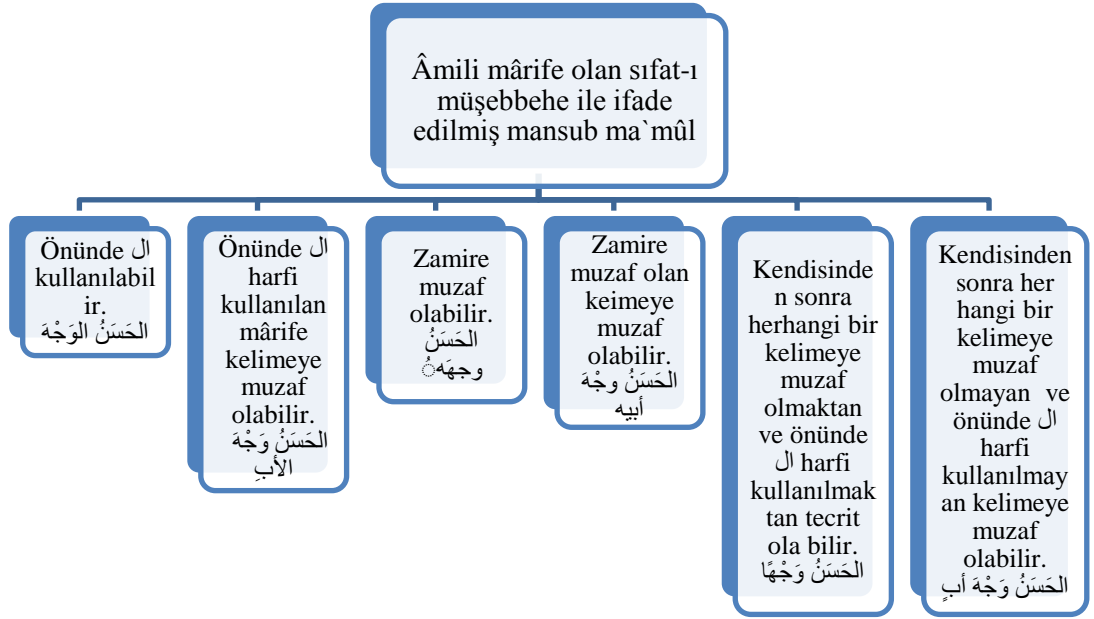 Âmili mârife olan sıfat-ı
müşebbehe ile ifade
edilmiş mansub ma`mûl
Önünde ال
kullanılabil
ir.
الحَسَنُ الوَجْهَ
Önünde ال
harfi
kullanılan
mârife
kelimeye
muzaf
olabilir.
الحَسَنُ وَجْهَ
الأبِ
Zamire
muzaf
olabilir.
الحَسَنُ
وجهَه ُ
Zamire
muzaf olan
keimeye
muzaf
olabilir.
الحَسَنُ وجْهَ
أبيه
Kendisinde
n sonra
herhangi bir
kelimeye
muzaf
olmaktan
ve önünde
ال harfi
kullanılmak
tan tecrit
ola bilir.
الحَسَنُ وَجْهًا
Kendisinden
sonra her
hangi bir
kelimeye
muzaf
olmayan ve
önünde ال
harfi
kullanılmay
an kelimeye
muzaf
olabilir.
الحَسَنُ وَجْهَ أبٍ